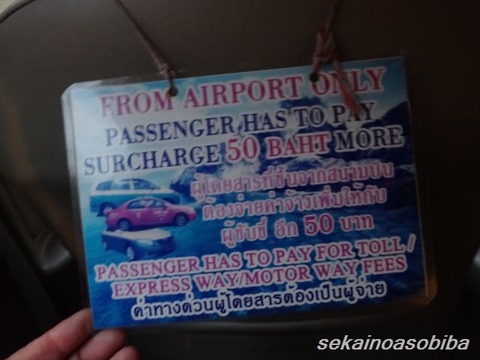 FROM AIRPORT ONLY
PASSENGER HAS TO PAY
SURCHARGE 50 BAHT MORE
ผู้โดยสารที่ขึ้นจากสนามบิน
ต้องจ่ายค่าจ้างเพิ่มให้กับ
ผู้ขับขี่ อีก 50 บาท
PASSENGER HAS TO PAY FOR TOLL /
EXPRESS WAY/MOTOR WAY FEES
ค่าทางด่วนผู้โดยสารต้องเป็นผู้จ่าย
sekainoasobiba